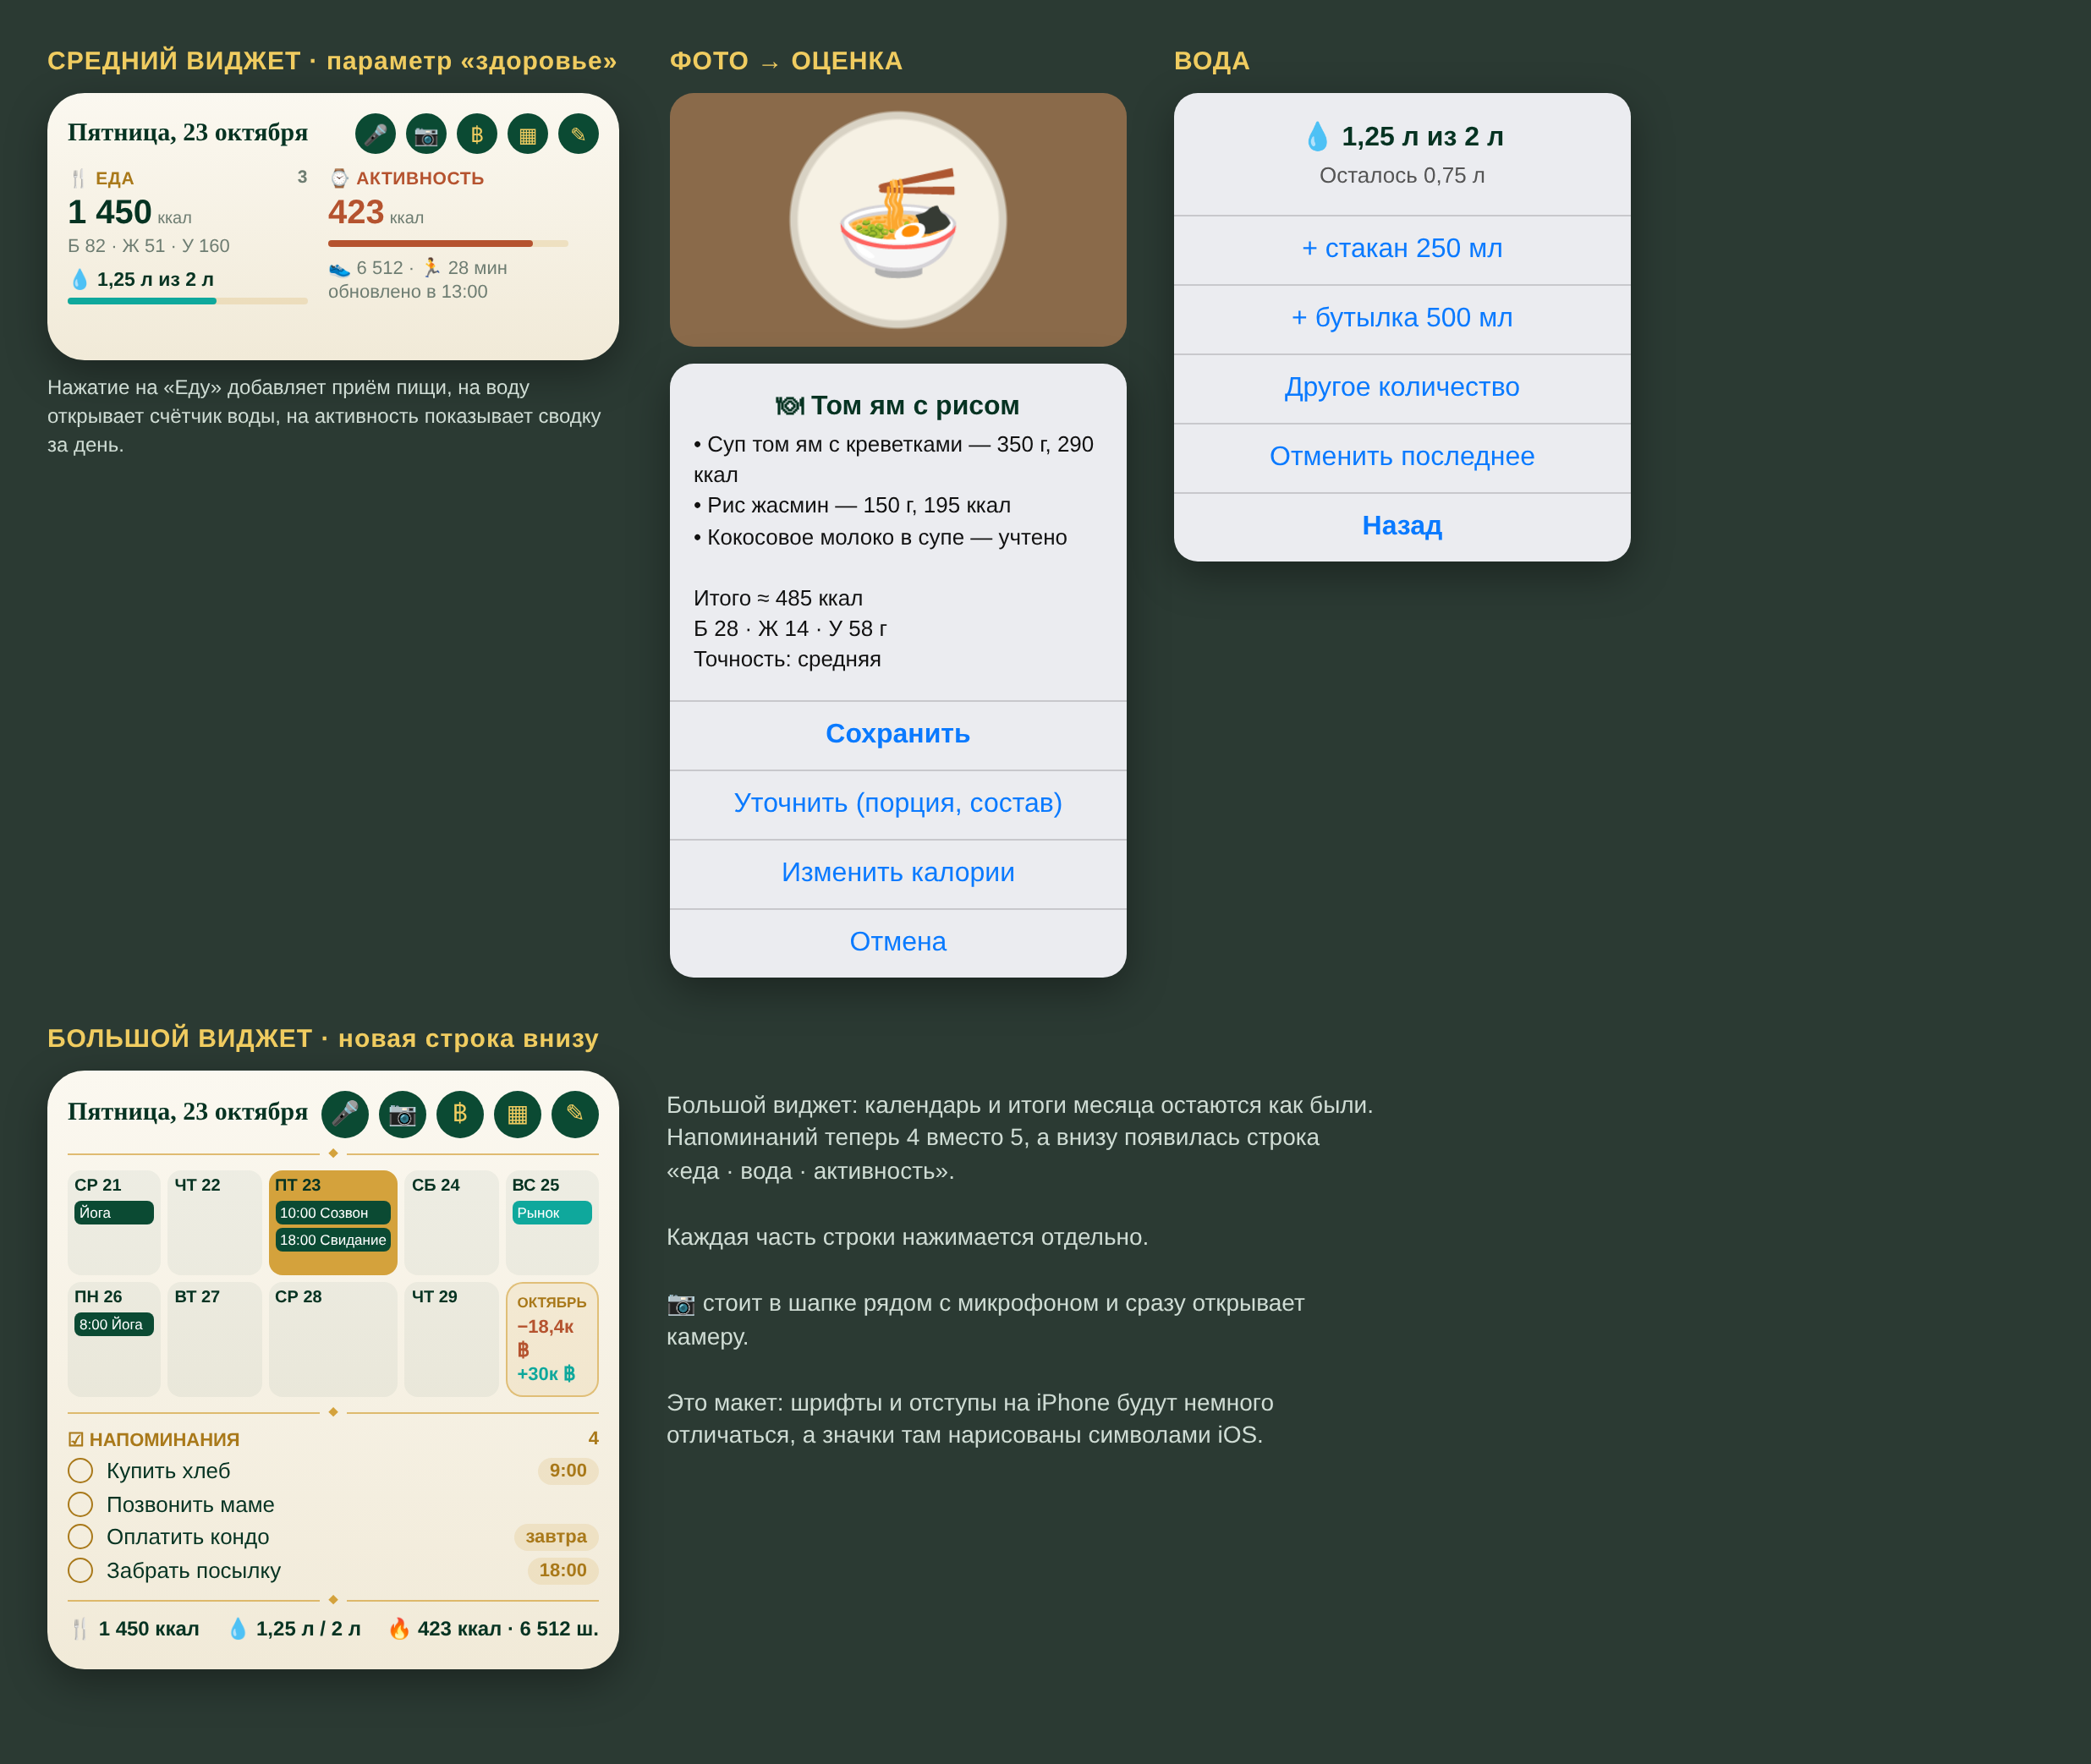 СРЕДНИЙ ВИДЖЕТ · параметр «здоровье»
Пятница, 23 октября
฿
🍴 ЕДА 3
1 450 ккал
Б 82 · Ж 51 · У 160
💧 1,25 л из 2 л
⌚ АКТИВНОСТЬ
423 ккал
👟 6 512 · 🏃 28 мин
обновлено в 13:00
Нажатие на «Еду» добавляет приём пищи, на воду
открывает счётчик воды, на активность показывает сводку
за день.
ФОТО → ОЦЕНКА
🍽 Том ям с рисом
• Суп том ям с креветками — 350 г, 290
ккал
• Рис жасмин — 150 г, 195 ккал
• Кокосовое молоко в супе — учтено
Итого ≈ 485 ккал
Б 28 · Ж 14 · У 58 г
Точность: средняя
Сохранить
Уточнить (порция, состав)
Изменить калории
Отмена
ВОДА
💧 1,25 л из 2 л
Осталось 0,75 л
+ стакан 250 мл
+ бутылка 500 мл
Другое количество
Отменить последнее
Назад
БОЛЬШОЙ ВИДЖЕТ · новая строка внизу
Пятница, 23 октября
฿
СР 21
Йога
ЧТ 22
ПТ 23
10:00 Созвон
18:00 Свидание
СБ 24
ВС 25
Рынок
ПН 26
8:00 Йога
ВТ 27
СР 28
ЧТ 29
ОКТЯБРЬ
−18,4к
฿
+30к ฿
☑ НАПОМИНАНИЯ 4
Купить хлеб 9:00
Позвонить маме
Оплатить кондо завтра
Забрать посылку 18:00
🍴 1 450 ккал 💧 1,25 л / 2 л 🔥 423 ккал · 6 512 ш.
Большой виджет: календарь и итоги месяца остаются как были.
Напоминаний теперь 4 вместо 5, а внизу появилась строка
«еда · вода · активность».
Каждая часть строки нажимается отдельно.
📷 стоит в шапке рядом с микрофоном и сразу открывает
камеру.
Это макет: шрифты и отступы на iPhone будут немного
отличаться, а значки там нарисованы символами iOS.